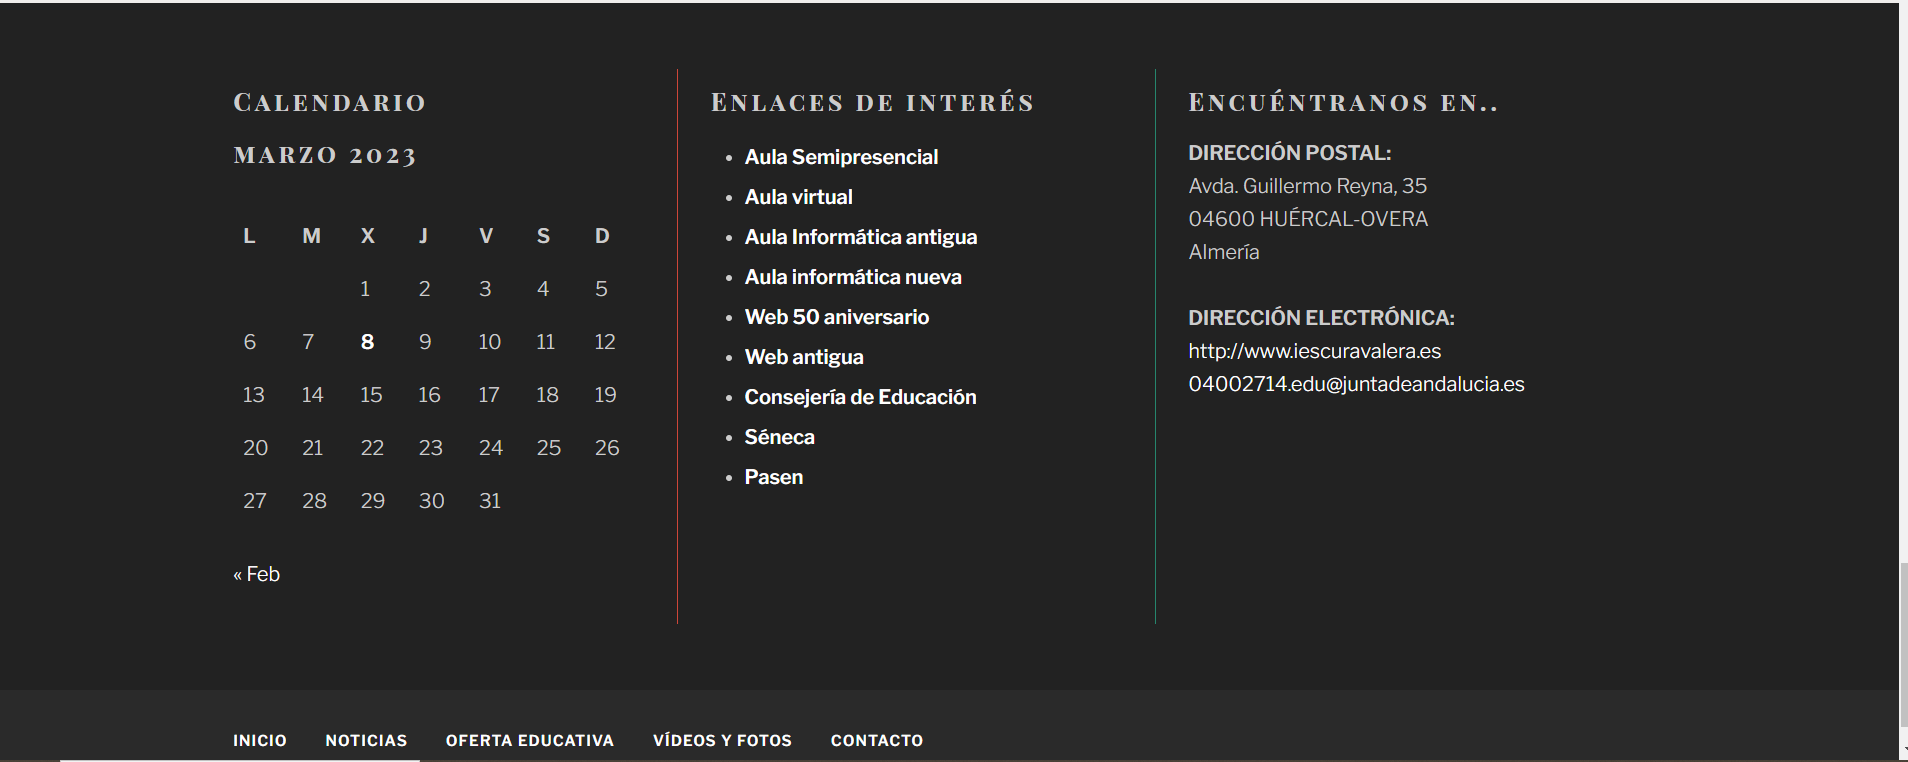 Calendario
marzo 2023
L M X J V S D
1 2 3 4 5
6 7 8 9 10 11 12
13 14 15 16 17 18 19
20 21 22 23 24 25 26
27 28 29 30 31
« Feb
Enlaces de interés
Aula Semipresencial
Aula virtual
Aula Informática antigua
Aula informática nueva
Web 50 aniversario
Web antigua
Consejería de Educación
Séneca
Pasen
Encuéntranos en..
DIRECCIÓN POSTAL:
Avda. Guillermo Reyna, 35
04600 HUÉRCAL-OVERA
Almería
DIRECCIÓN ELECTRÓNICA:
http://www.iescuravalera.es
04002714.edu@juntadeandalucia.es
INICIO NOTICIAS OFERTA EDUCATIVA VÍDEOS Y FOTOS CONTACTO